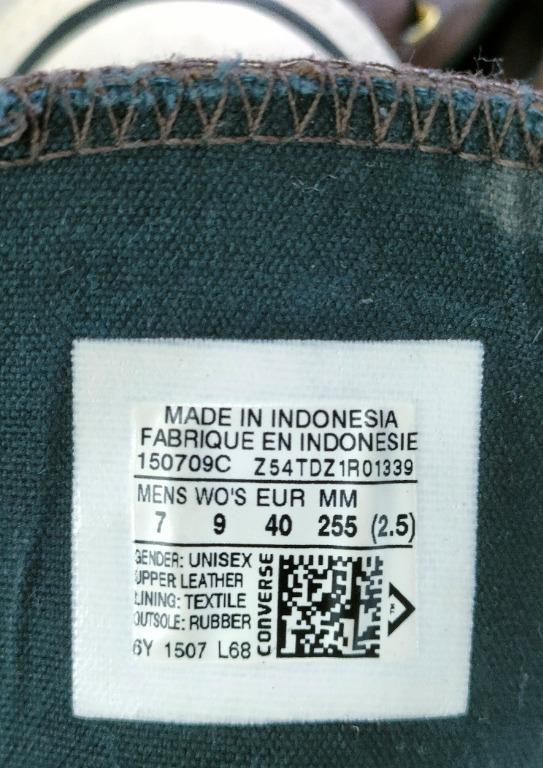 MADE IN INDONESIA
FABRIQUE EN INDONESIE
150709C Z54TDZ1R01339
MENS WO'S EUR MM
7 9 40 255 (2.5)
GENDER: UNISEX
UPPER: LEATHER
LINING: TEXTILE
OUTSOLE: RUBBER
6Y 1507 L68
CONVERSE
TM